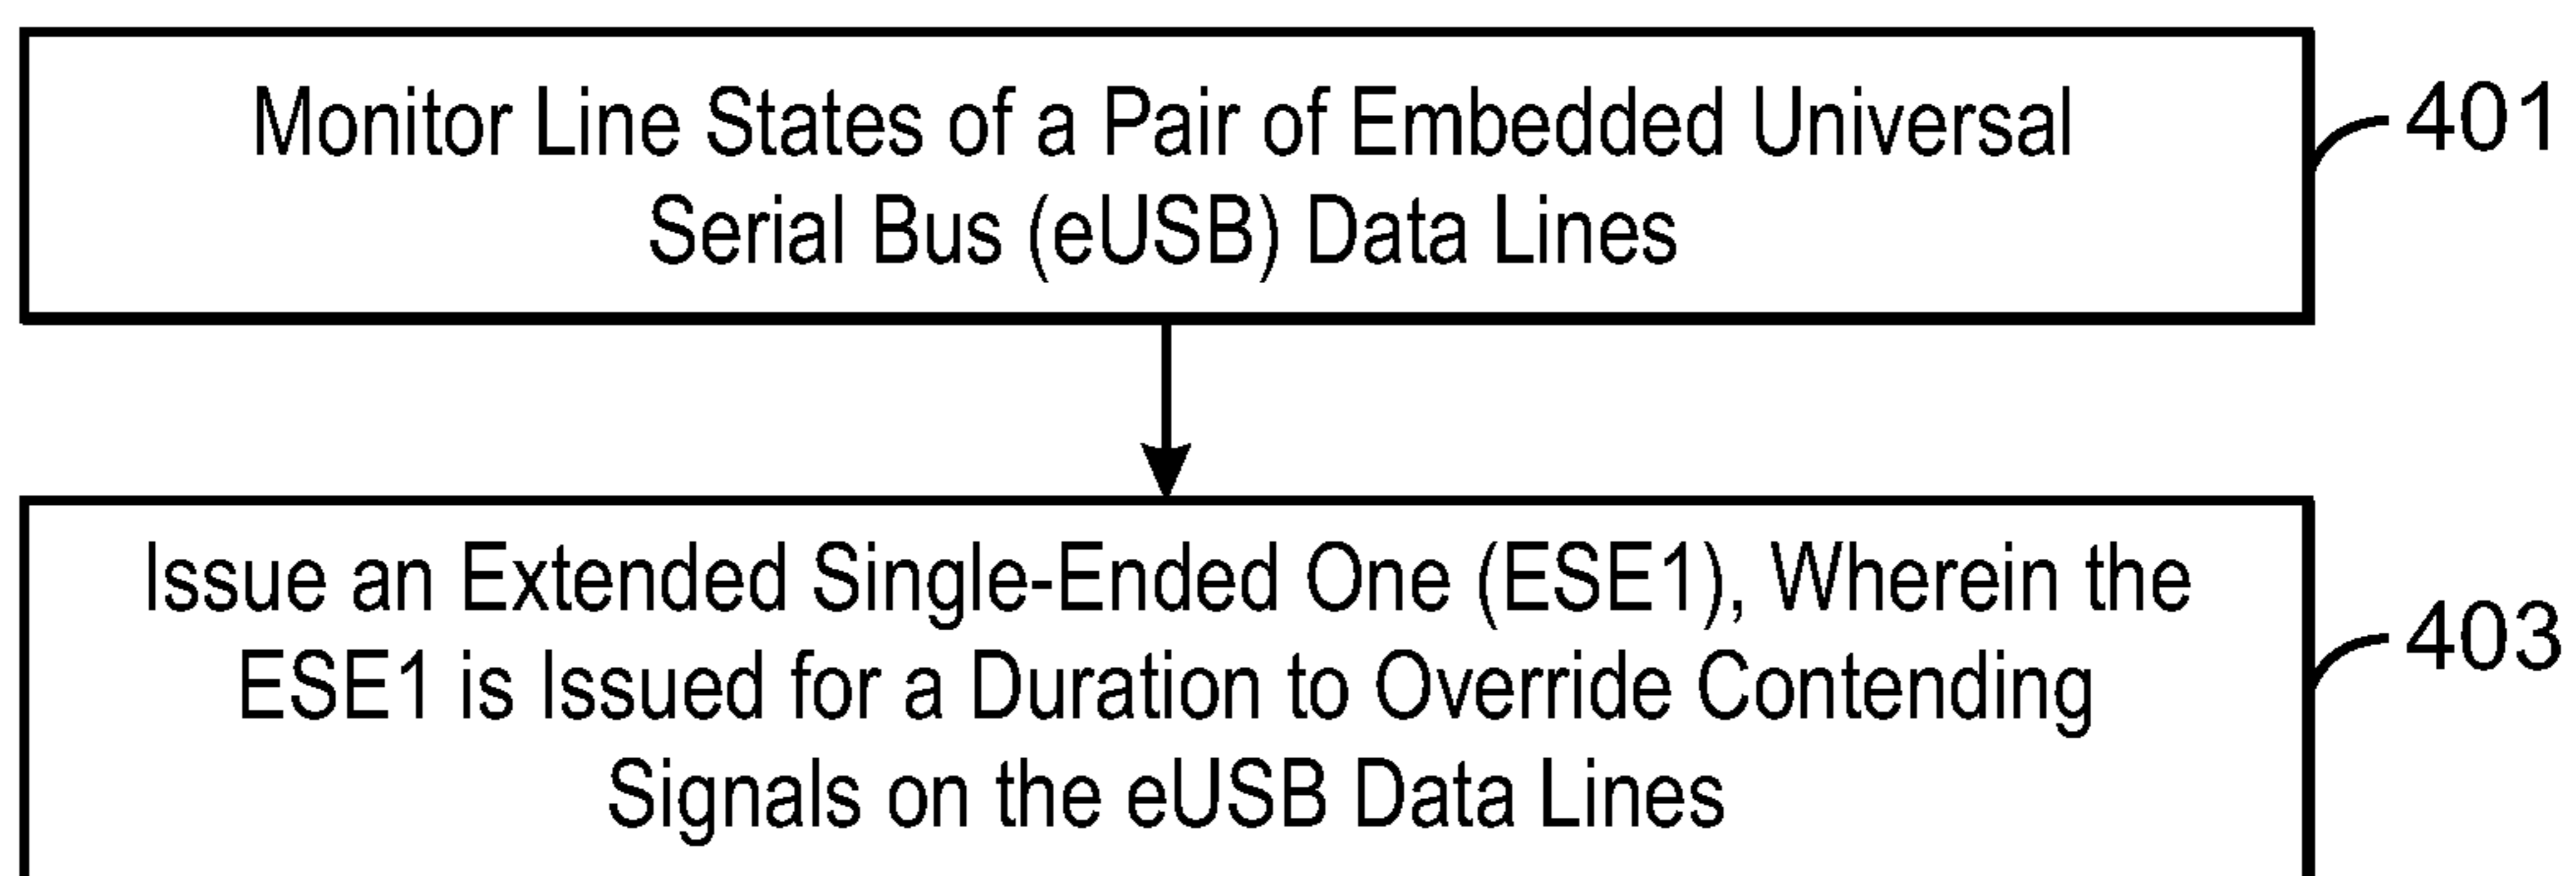 Monitor Line States of a Pair of Embedded Universal
Serial Bus (eUSB) Data Lines
401
Issue an Extended Single-Ended One (ESE1), Wherein the
ESE1 is Issued for a Duration to Override Contending
Signals on the eUSB Data Lines
403